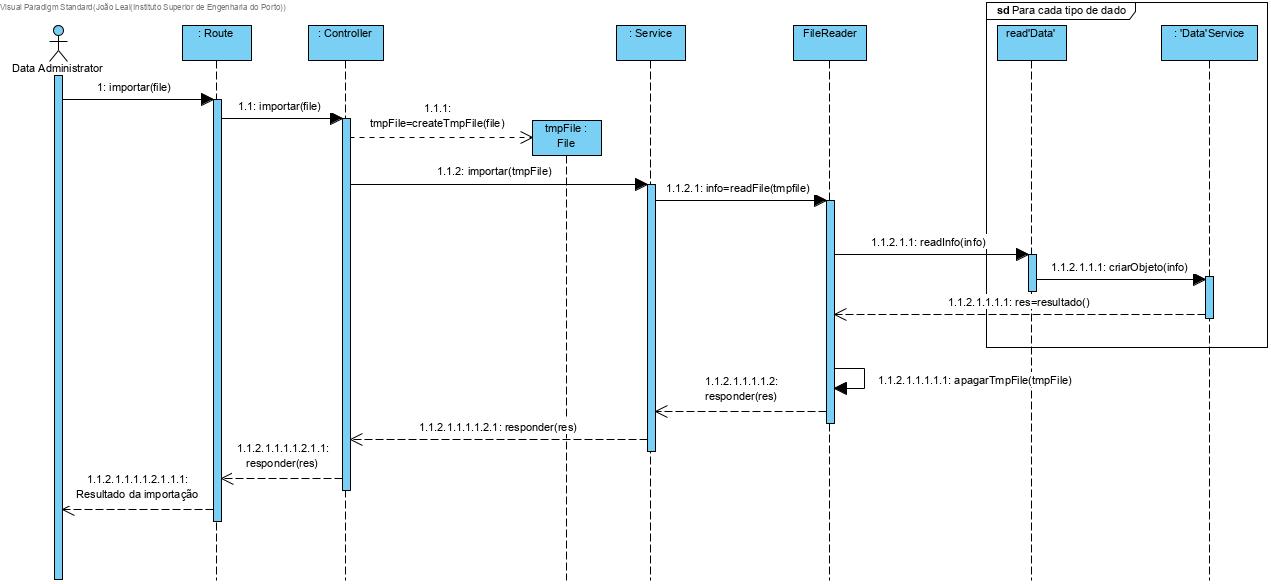 Visual Paradigm Standard(João Leal(Instituto Superior de Engenharia do Porto))
sd Para cada tipo de dado
: Route
: Controller
: Service
FileReader
read'Data'
: 'Data'Service
Data Administrator
1: importar(file)
1.1: importar(file)
1.1.1:
tmpFile=createTmpFile(file)
tmpFile :
File
1.1.2: importar(tmpFile)
1.1.2.1: info=readFile(tmpfile)
1.1.2.1.1: readInfo(info)
1.1.2.1.1.1: criarObjeto(info)
1.1.2.1.1.1.1: res=resultado()
1.1.2.1.1.1.1.1: apagarTmpFile(tmpFile)
1.1.2.1.1.1.1.2:
responder(res)
1.1.2.1.1.1.1.2.1: responder(res)
1.1.2.1.1.1.1.2.1.1:
responder(res)
1.1.2.1.1.1.1.2.1.1.1:
Resultado da importação